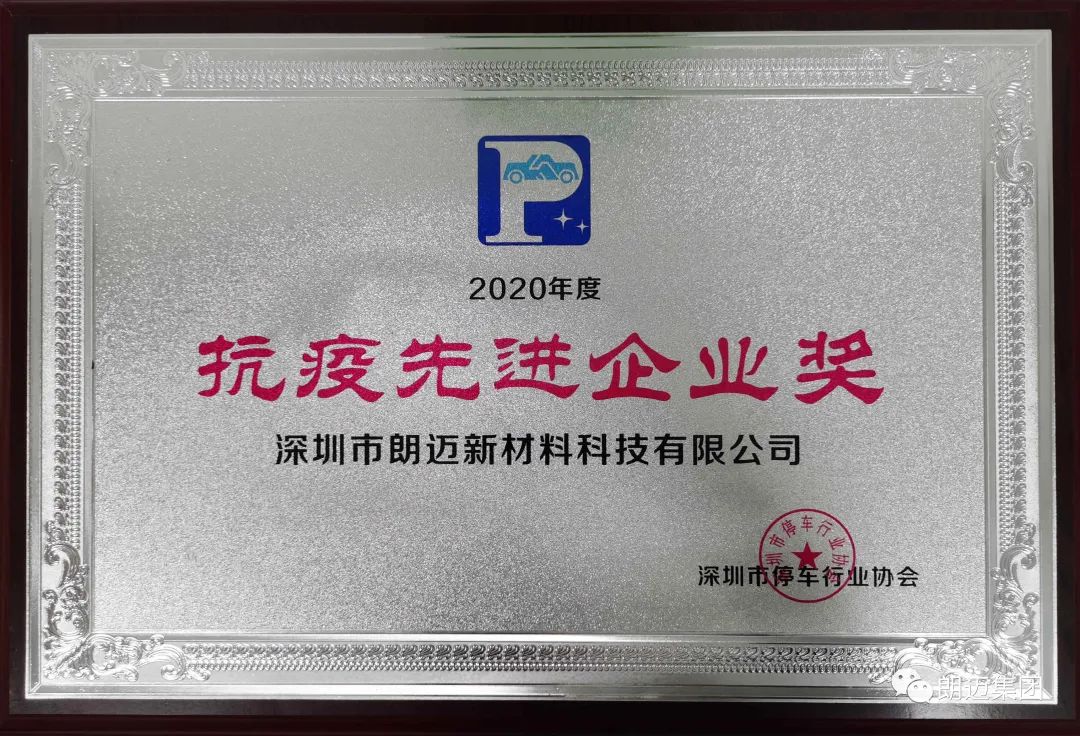 P
2020年度
抗疫先进企业奖
深圳市朗迈新材料科技有限公司
深圳市停车行业协会
深圳市停车行业协会
朗迈集团